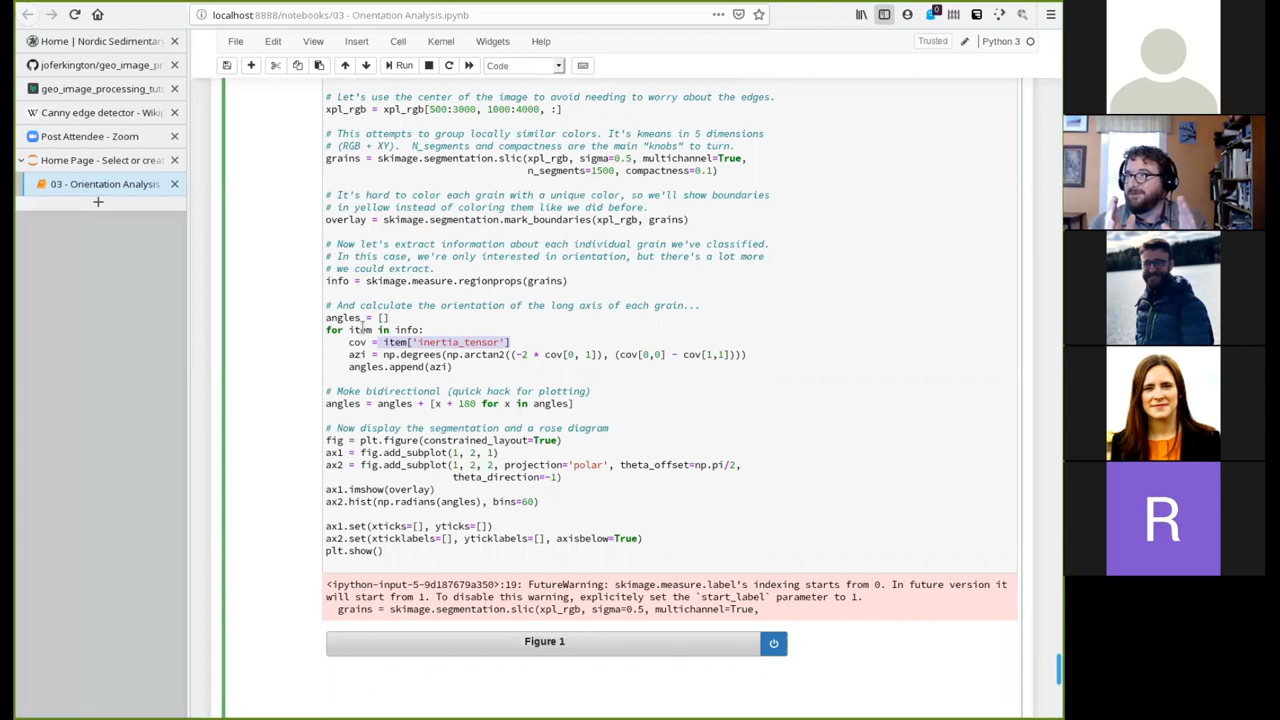 localhost:8888/notebooks/03 - Orientation Analysis.ipynb
0
Home | Nordic Sedimentar
joferkington/geo_image_pr
geo_image_processing_tut
Canny edge detector - Wikip
Post Attendee - Zoom
Home Page - Select or creat
03 - Orientation Analysis
File Edit View Insert Cell Kernel Widgets Help
Trusted
Python 3
Run
Code
# Let's use the center of the image to avoid needing to worry about the edges.
xpl_rgb = xpl_rgb[500:3000, 1000:4000, :]
# This attempts to group locally similar colors. It's kmeans in 5 dimensions
# (RGB + XY).  N_segments and compactness are the main "knobs" to turn.
grains = skimage.segmentation.slic(xpl_rgb, sigma=0.5, multichannel=True,
n_segments=1500, compactness=0.1)
# It's hard to color each grain with a unique color, so we'll show boundaries
# in yellow instead of coloring them like we did before.
overlay = skimage.segmentation.mark_boundaries(xpl_rgb, grains)
# Now let's extract information about each individual grain we've classified.
# In this case, we're only interested in orientation, but there's a lot more
# we could extract.
info = skimage.measure.regionprops(grains)
# And calculate the orientation of the long axis of each grain...
angles = []
for item in info:
cov = item['inertia_tensor']
azi = np.degrees(np.arctan2((-2 * cov[0, 1]), (cov[0,0] - cov[1,1])))
angles.append(azi)
# Make bidirectional (quick hack for plotting)
angles = angles + [x + 180 for x in angles]
# Now display the segmentation and a rose diagram
fig = plt.figure(constrained_layout=True)
ax1 = fig.add_subplot(1, 2, 1)
ax2 = fig.add_subplot(1, 2, 2, projection='polar', theta_offset=np.pi/2,
theta_direction=-1)
ax1.imshow(overlay)
ax2.hist(np.radians(angles), bins=60)
ax1.set(xticks=[], yticks=[])
ax2.set(xticklabels=[], yticklabels=[], axisbelow=True)
plt.show()
<ipython-input-5-9d187679a350>:19: FutureWarning: skimage.measure.label's indexing starts from 0. In future version it
will start from 1. To disable this warning, explicitely set the `start_label` parameter to 1.
grains = skimage.segmentation.slic(xpl_rgb, sigma=0.5, multichannel=True,
Figure 1
R